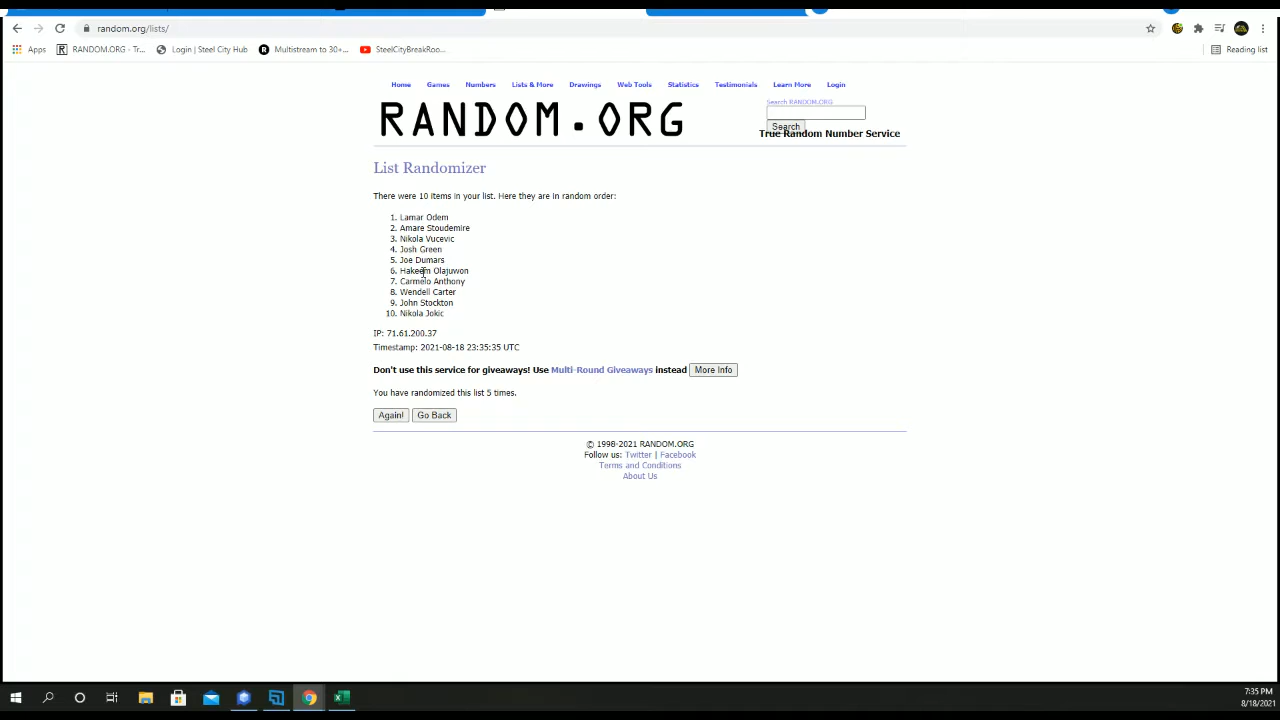 random.org/lists/
Apps
RANDOM.ORG - Tr...
Login | Steel City Hub
Multistream to 30+...
SteelCityBreakRoo...
Reading list
Home Games Numbers Lists & More Drawings Web Tools Statistics Testimonials Learn More Login
RANDOM.ORG
Search RANDOM.ORG
Search
True Random Number Service
List Randomizer
There were 10 items in your list. Here they are in random order:
1. Lamar Odem
2. Amare Stoudemire
3. Nikola Vucevic
4. Josh Green
5. Joe Dumars
6. Hakeem Olajuwon
7. Carmelo Anthony
8. Wendell Carter
9. John Stockton
10. Nikola Jokic
IP: 71.61.200.37
Timestamp: 2021-08-18 23:35:35 UTC
Don't use this service for giveaways! Use Multi-Round Giveaways instead More Info
You have randomized this list 5 times.
Again! Go Back
© 1998-2021 RANDOM.ORG
Follow us: Twitter | Facebook
Terms and Conditions
About Us
7:35 PM
8/18/2021